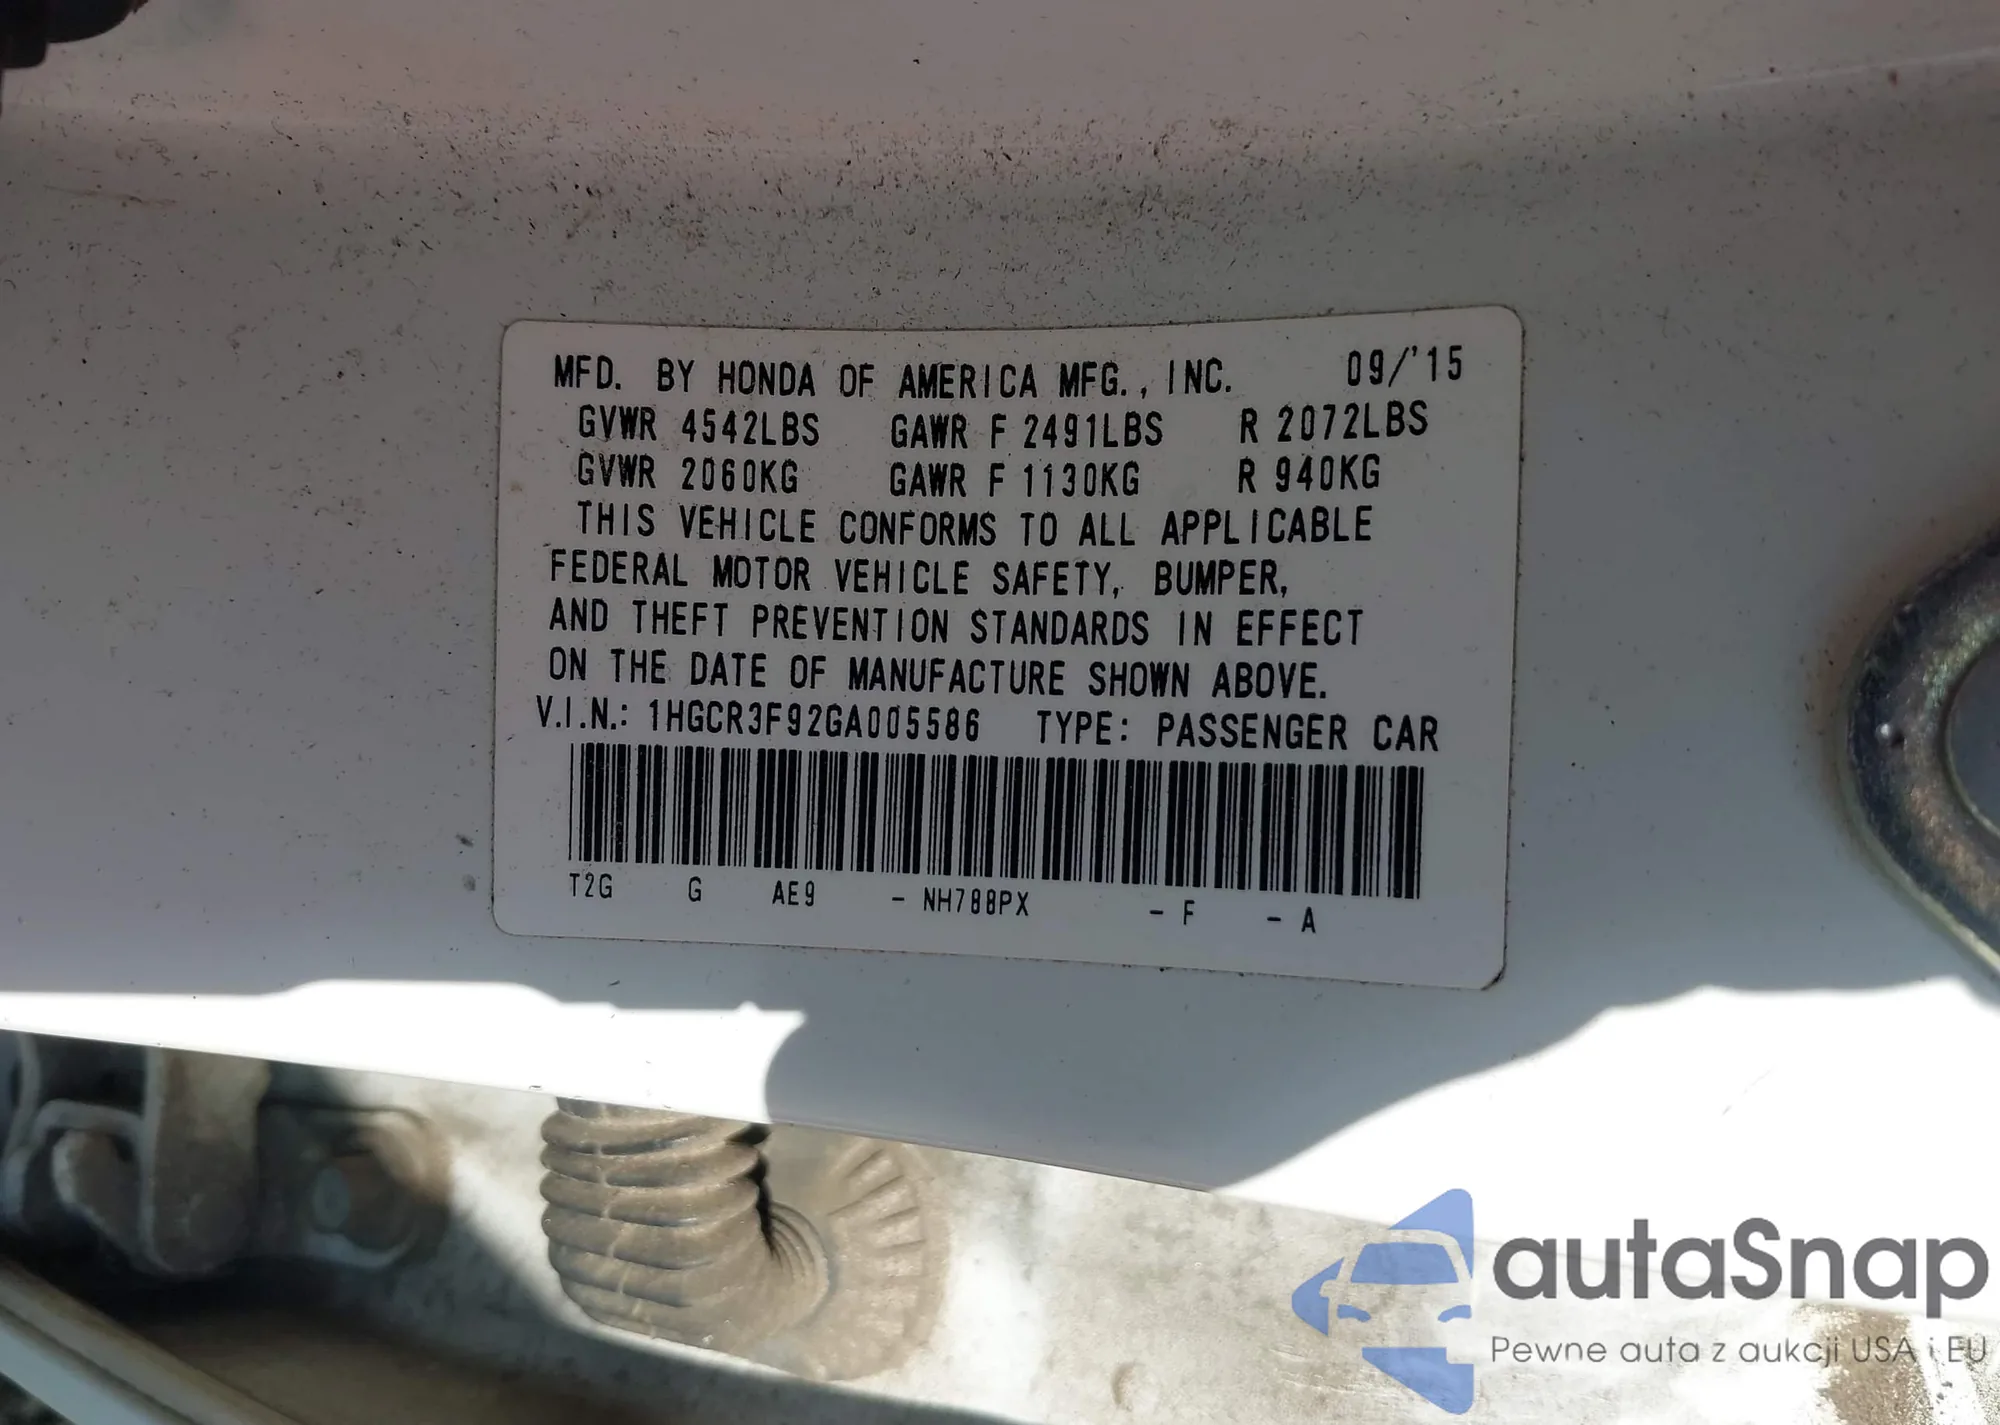 MFD. BY HONDA OF AMERICA MFG., INC. 09/'15
GVWR 4542LBS GAWR F 2491LBS R 2072LBS
GVWR 2060KG GAWR F 1130KG R 940KG
THIS VEHICLE CONFORMS TO ALL APPLICABLE
FEDERAL MOTOR VEHICLE SAFETY, BUMPER,
AND THEFT PREVENTION STANDARDS IN EFFECT
ON THE DATE OF MANUFACTURE SHOWN ABOVE.
V.I.N.: 1HGCR3F92GA005586 TYPE: PASSENGER CAR
T2G G AE9 - NH788PX - F - A
autaSnap
Pewne auta z aukcji USA i EU